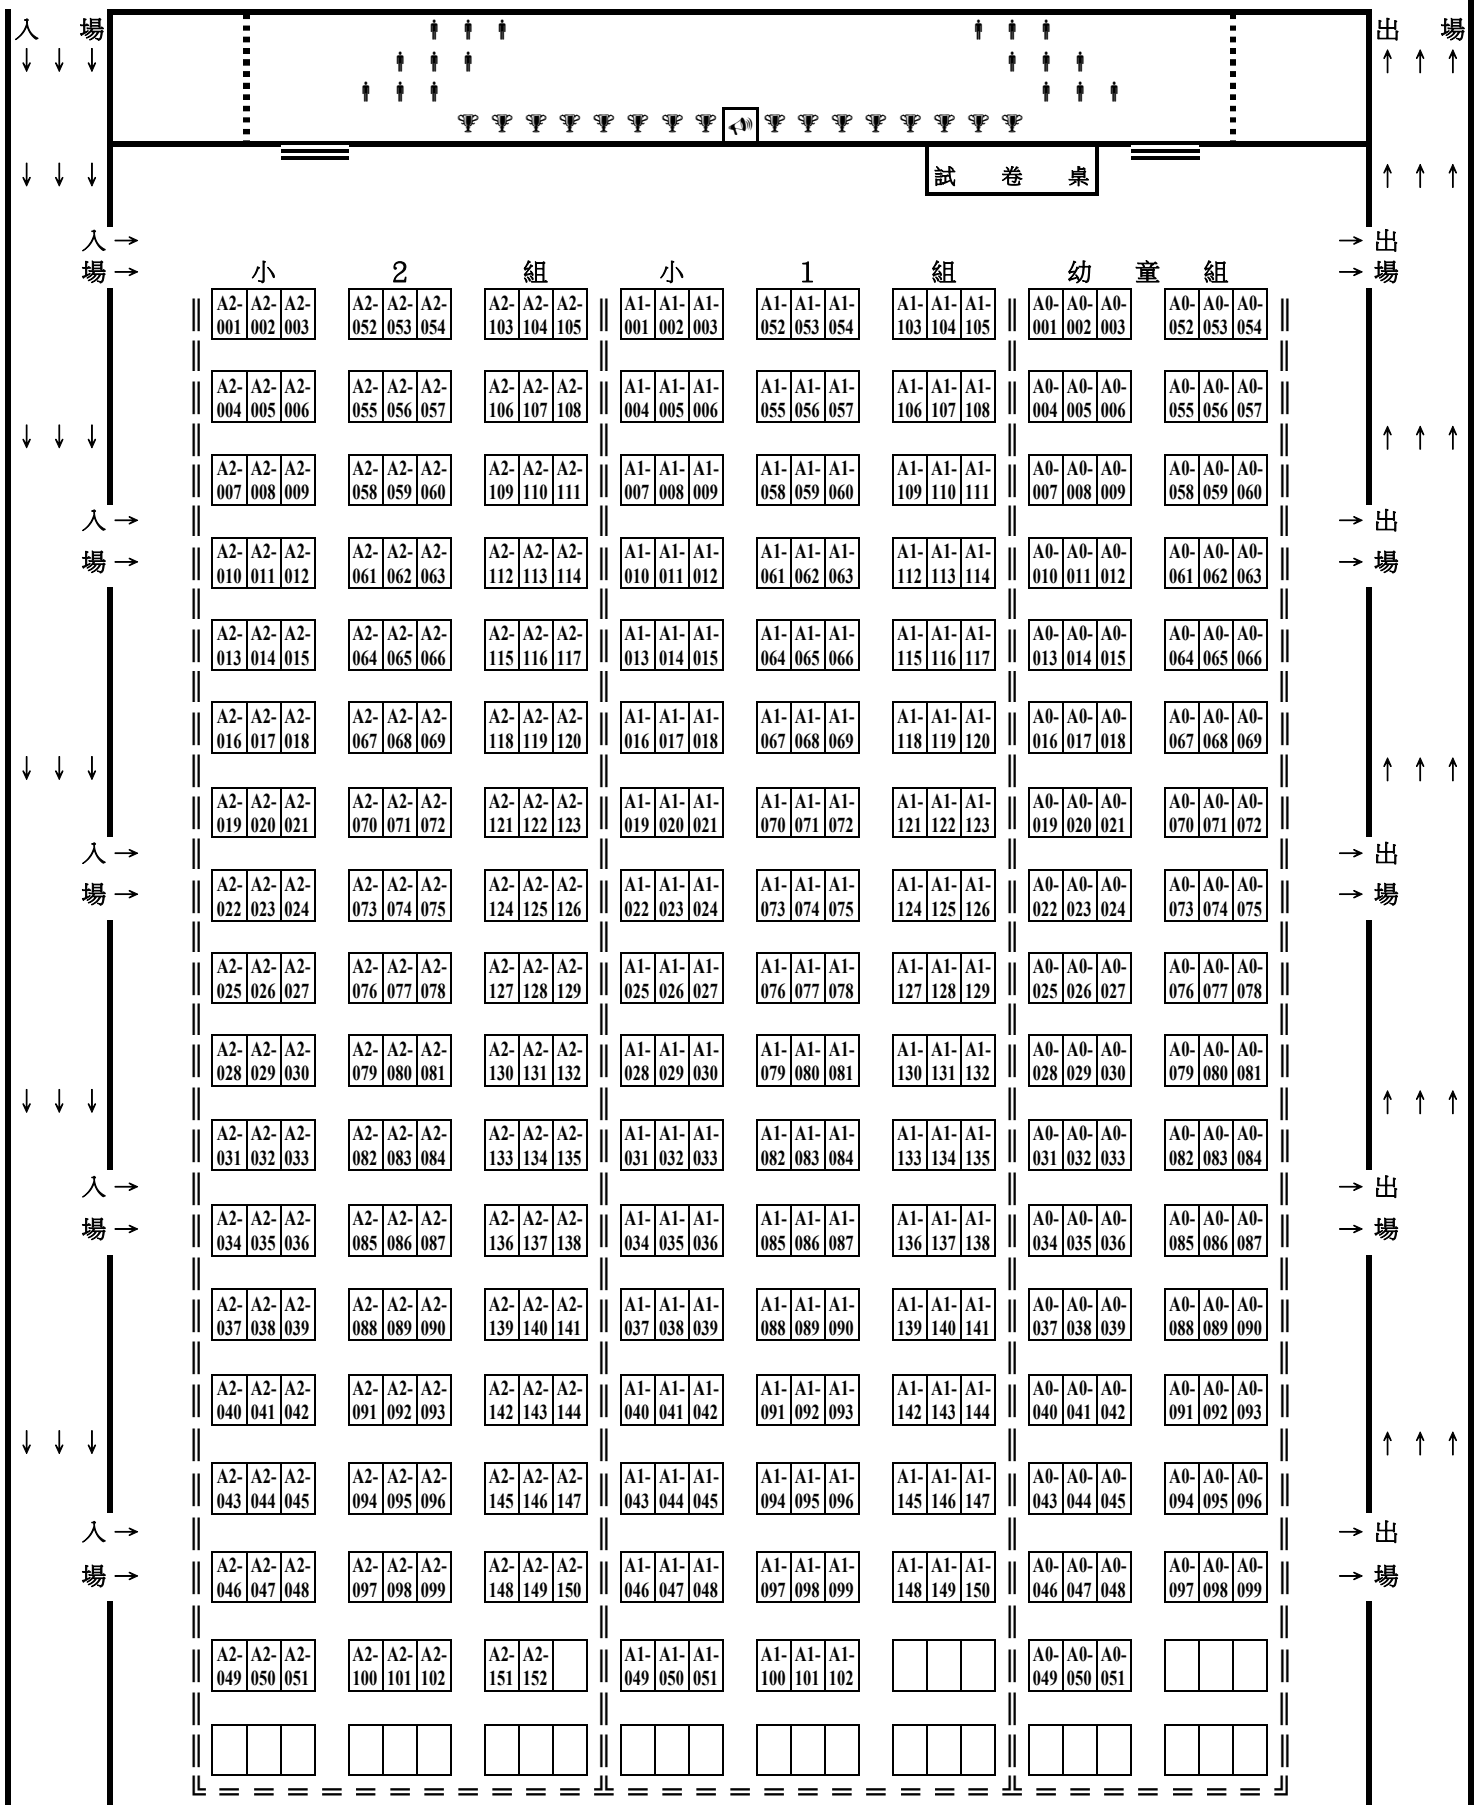 入 場 出 場
↓ ↓ ↓ ↑ ↑ ↑
↓ ↓ ↓ 試 卷 桌 ↑ ↑ ↑
入 → → 出
場 → 小 2 組 小 1 組 幼 童 組 → 場
A2-001 A2-002 A2-003 A2-052 A2-053 A2-054 A2-103 A2-104 A2-105 A1-001 A1-002 A1-003 A1-052 A1-053 A1-054 A1-103 A1-104 A1-105 A0-001 A0-002 A0-003 A0-052 A0-053 A0-054
A2-004 A2-005 A2-006 A2-055 A2-056 A2-057 A2-106 A2-107 A2-108 A1-004 A1-005 A1-006 A1-055 A1-056 A1-057 A1-106 A1-107 A1-108 A0-004 A0-005 A0-006 A0-055 A0-056 A0-057
↓ ↓ ↓ ↑ ↑ ↑
A2-007 A2-008 A2-009 A2-058 A2-059 A2-060 A2-109 A2-110 A2-111 A1-007 A1-008 A1-009 A1-058 A1-059 A1-060 A1-109 A1-110 A1-111 A0-007 A0-008 A0-009 A0-058 A0-059 A0-060
入 → → 出
場 → → 場
A2-010 A2-011 A2-012 A2-061 A2-062 A2-063 A2-112 A2-113 A2-114 A1-010 A1-011 A1-012 A1-061 A1-062 A1-063 A1-112 A1-113 A1-114 A0-010 A0-011 A0-012 A0-061 A0-062 A0-063
A2-013 A2-014 A2-015 A2-064 A2-065 A2-066 A2-115 A2-116 A2-117 A1-013 A1-014 A1-015 A1-064 A1-065 A1-066 A1-115 A1-116 A1-117 A0-013 A0-014 A0-015 A0-064 A0-065 A0-066
A2-016 A2-017 A2-018 A2-067 A2-068 A2-069 A2-118 A2-119 A2-120 A1-016 A1-017 A1-018 A1-067 A1-068 A1-069 A1-118 A1-119 A1-120 A0-016 A0-017 A0-018 A0-067 A0-068 A0-069
↓ ↓ ↓ ↑ ↑ ↑
A2-019 A2-020 A2-021 A2-070 A2-071 A2-072 A2-121 A2-122 A2-123 A1-019 A1-020 A1-021 A1-070 A1-071 A1-072 A1-121 A1-122 A1-123 A0-019 A0-020 A0-021 A0-070 A0-071 A0-072
入 → → 出
場 → → 場
A2-022 A2-023 A2-024 A2-073 A2-074 A2-075 A2-124 A2-125 A2-126 A1-022 A1-023 A1-024 A1-073 A1-074 A1-075 A1-124 A1-125 A1-126 A0-022 A0-023 A0-024 A0-073 A0-074 A0-075
A2-025 A2-026 A2-027 A2-076 A2-077 A2-078 A2-127 A2-128 A2-129 A1-025 A1-026 A1-027 A1-076 A1-077 A1-078 A1-127 A1-128 A1-129 A0-025 A0-026 A0-027 A0-076 A0-077 A0-078
A2-028 A2-029 A2-030 A2-079 A2-080 A2-081 A2-130 A2-131 A2-132 A1-028 A1-029 A1-030 A1-079 A1-080 A1-081 A1-130 A1-131 A1-132 A0-028 A0-029 A0-030 A0-079 A0-080 A0-081
↓ ↓ ↓ ↑ ↑ ↑
A2-031 A2-032 A2-033 A2-082 A2-083 A2-084 A2-133 A2-134 A2-135 A1-031 A1-032 A1-033 A1-082 A1-083 A1-084 A1-133 A1-134 A1-135 A0-031 A0-032 A0-033 A0-082 A0-083 A0-084
入 → → 出
場 → → 場
A2-034 A2-035 A2-036 A2-085 A2-086 A2-087 A2-136 A2-137 A2-138 A1-034 A1-035 A1-036 A1-085 A1-086 A1-087 A1-136 A1-137 A1-138 A0-034 A0-035 A0-036 A0-085 A0-086 A0-087
A2-037 A2-038 A2-039 A2-088 A2-089 A2-090 A2-139 A2-140 A2-141 A1-037 A1-038 A1-039 A1-088 A1-089 A1-090 A1-139 A1-140 A1-141 A0-037 A0-038 A0-039 A0-088 A0-089 A0-090
A2-040 A2-041 A2-042 A2-091 A2-092 A2-093 A2-142 A2-143 A2-144 A1-040 A1-041 A1-042 A1-091 A1-092 A1-093 A1-142 A1-143 A1-144 A0-040 A0-041 A0-042 A0-091 A0-092 A0-093
↓ ↓ ↓ ↑ ↑ ↑
A2-043 A2-044 A2-045 A2-094 A2-095 A2-096 A2-145 A2-146 A2-147 A1-043 A1-044 A1-045 A1-094 A1-095 A1-096 A1-145 A1-146 A1-147 A0-043 A0-044 A0-045 A0-094 A0-095 A0-096
入 → → 出
場 → → 場
A2-046 A2-047 A2-048 A2-097 A2-098 A2-099 A2-148 A2-149 A2-150 A1-046 A1-047 A1-048 A1-097 A1-098 A1-099 A1-148 A1-149 A1-150 A0-046 A0-047 A0-048 A0-097 A0-098 A0-099
A2-049 A2-050 A2-051 A2-100 A2-101 A2-102 A2-151 A2-152 A1-049 A1-050 A1-051 A1-100 A1-101 A1-102 A0-049 A0-050 A0-051